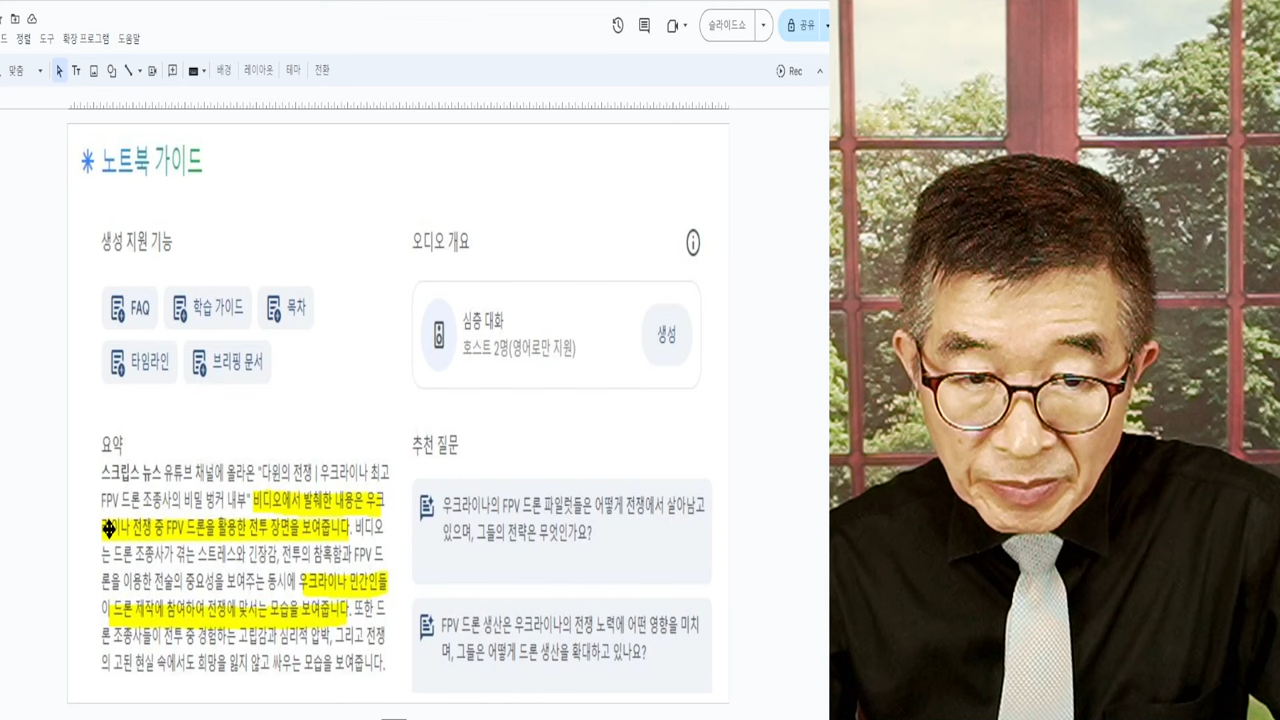 정렬 도구 확장 프로그램 도움말
슬라이드쇼
공유
맞춤
배경 레이아웃 테마 전환
Rec
노트북 가이드
생성 지원 기능
FAQ
학습 가이드
목차
타임라인
브리핑 문서
요약
스크립스 뉴스 유튜브 채널에 올라온 "다윈의 전쟁 | 우크라이나 최고
FPV 드론 조종사의 비밀 벙커 내부" 비디오에서 발췌한 내용은 우크
라이나 전쟁 중 FPV 드론을 활용한 전투 장면을 보여줍니다. 비디오
는 드론 조종사가 겪는 스트레스와 긴장감, 전투의 참혹함과 FPV 드
론을 이용한 전술의 중요성을 보여주는 동시에 우크라이나 민간인들
이 드론 제작에 참여하여 전쟁에 맞서는 모습을 보여줍니다. 또한 드
론 조종사들이 전투 중 경험하는 고립감과 심리적 압박, 그리고 전쟁
의 고된 현실 속에서도 희망을 잃지 않고 싸우는 모습을 보여줍니다.
오디오 개요
심층 대화
호스트 2명(영어로만 지원)
생성
추천 질문
우크라이나의 FPV 드론 파일럿들은 어떻게 전쟁에서 살아남고
있으며, 그들의 전략은 무엇인가요?
FPV 드론 생산은 우크라이나의 전쟁 노력에 어떤 영향을 미치
며, 그들은 어떻게 드론 생산을 확대하고 있나요?